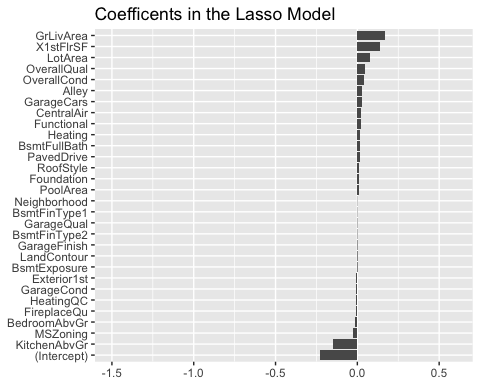 Coefficents in the Lasso Model
GrLivArea
X1stFlrSF
LotArea
OverallQual
OverallCond
Alley
GarageCars
CentralAir
Functional
Heating
BsmtFullBath
PavedDrive
RoofStyle
Foundation
PoolArea
Neighborhood
BsmtFinType1
GarageQual
BsmtFinType2
GarageFinish
LandContour
BsmtExposure
Exterior1st
GarageCond
HeatingQC
FireplaceQu
BedroomAbvGr
MSZoning
KitchenAbvGr
(Intercept)
-1.5 -1.0 -0.5 0.0 0.5